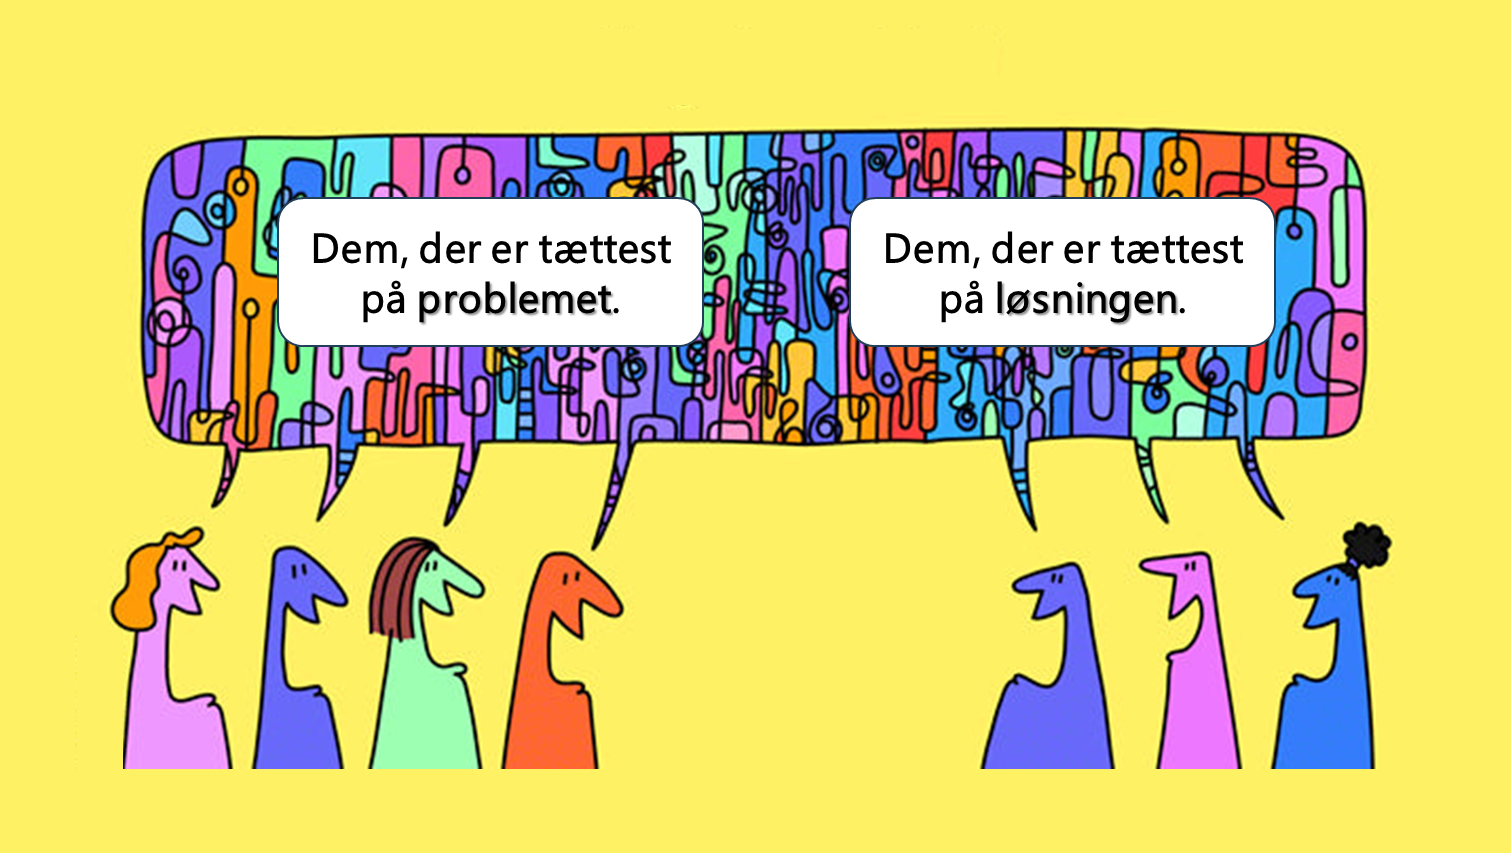 Dem, der er tættest
på problemet.
Dem, der er tættest
på løsningen.